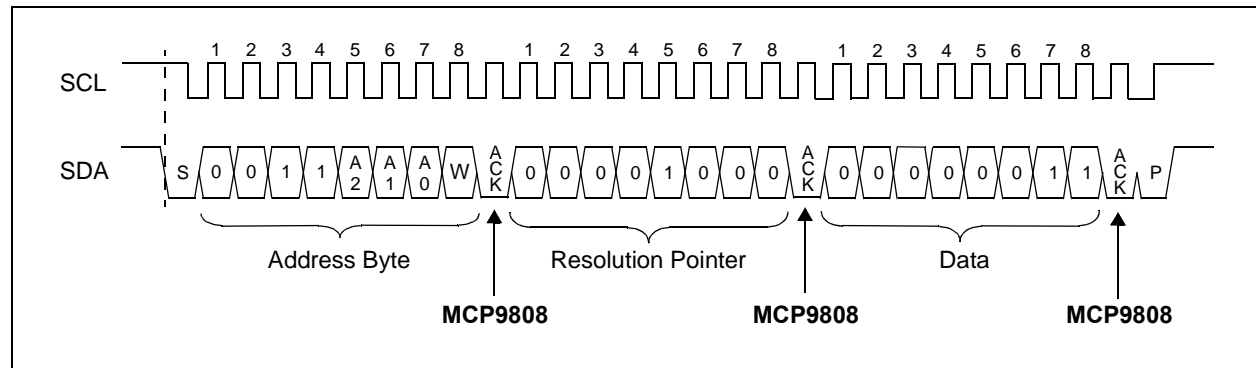 1 2 3 4 5 6 7 8 1 2 3 4 5 6 7 8 1 2 3 4 5 6 7 8
SCL
SDA S 0 0 1 1 A2 A1 A0 W ACK 0 0 0 0 1 0 0 0 ACK 0 0 0 0 0 0 1 1 ACK P
Address Byte Resolution Pointer Data
MCP9808 MCP9808 MCP9808